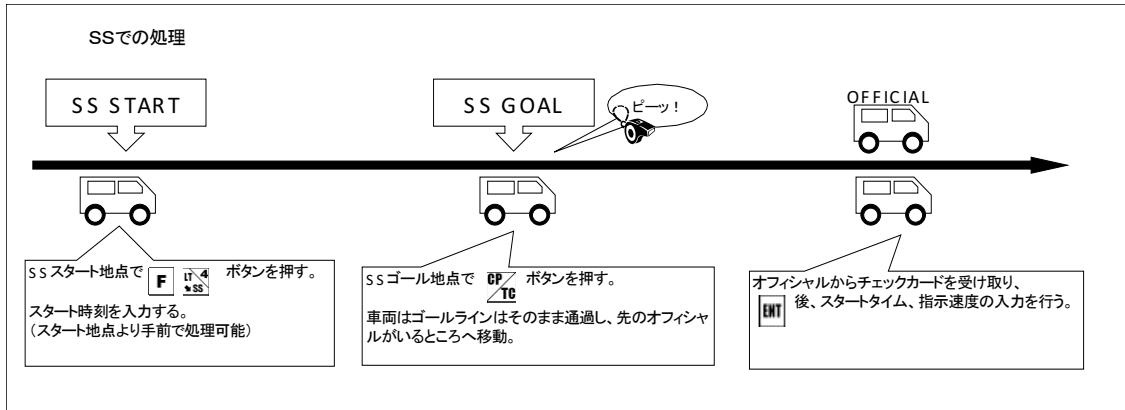 SSでの処理
SS START
SS GOAL
ピーッ！
OFFICIAL
SSスタート地点で F LT 4 SS ボタンを押す。
スタート時刻を入力する。
（スタート地点より手前で処理可能）
SSゴール地点で CP/TC ボタンを押す。
車両はゴールラインはそのまま通過し、先のオフィシャ
ルがいるところへ移動。
オフィシャルからチェックカードを受け取り、
ENT 後、スタートタイム、指示速度の入力を行う。